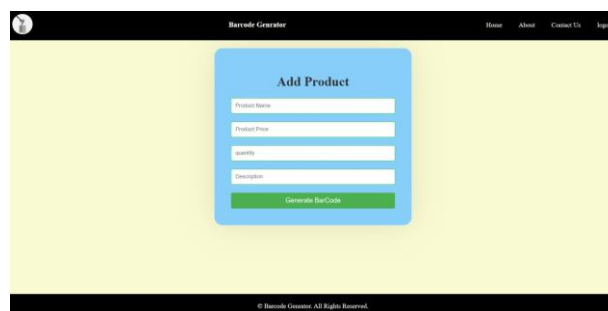 Barcode Genrator
Home About Contact Us
Add Product
Product Name
Product Price
quantity
Description
Generate BarCode
© Barcode Genrator. All Rights Reserved.